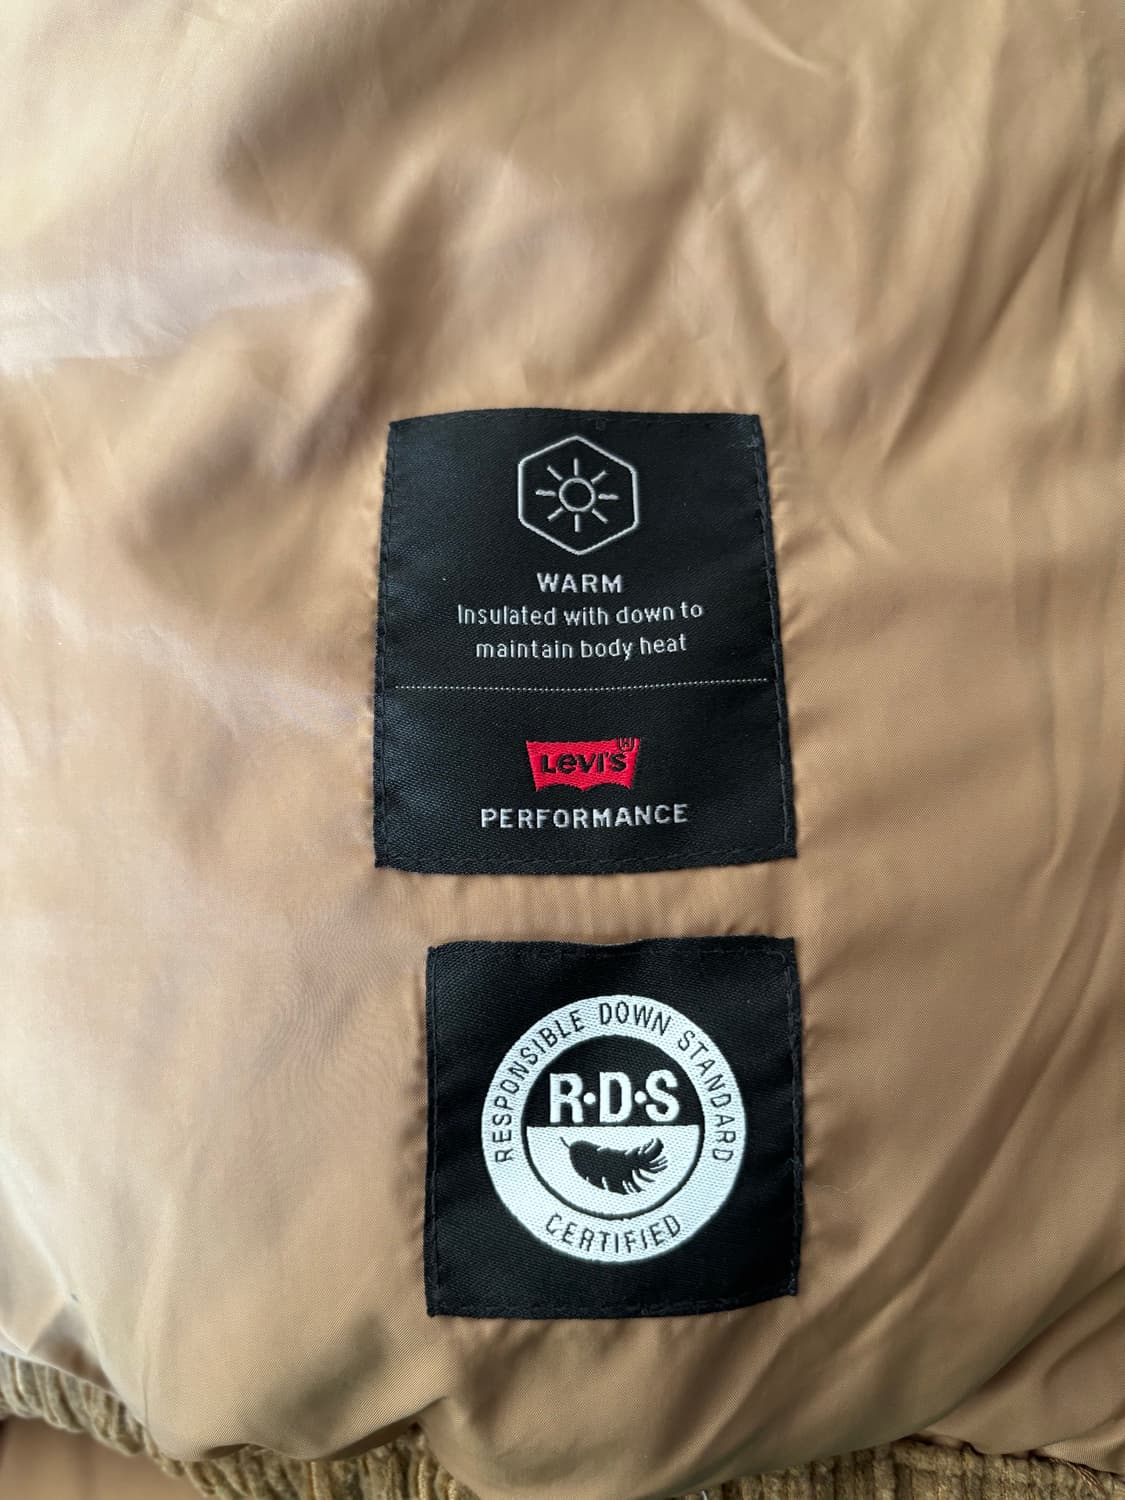 WARM
Insulated with down to
maintain body heat
Levi's®
PERFORMANCE
RESPONSIBLE DOWN STANDARD
R·D·S
CERTIFIED